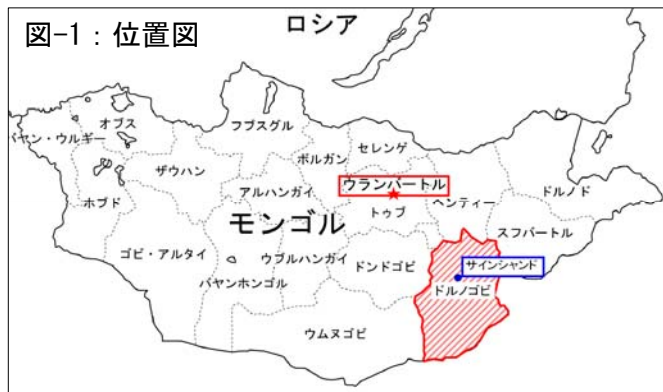 図-1：位置図
ロシア
オブス
バヤン・ウルギー
フブスグル
セレンゲ
ボルガン
ザウハン
ウランバートル
ドルノド
アルハンガイ
ホブド
トゥブ
ヘンティー
モンゴル
スフバートル
ゴビ・アルタイ
ウブルハンガイ
ドンドゴビ
サインシャンド
バヤンホンゴル
ドルノゴビ
ウムヌゴビ